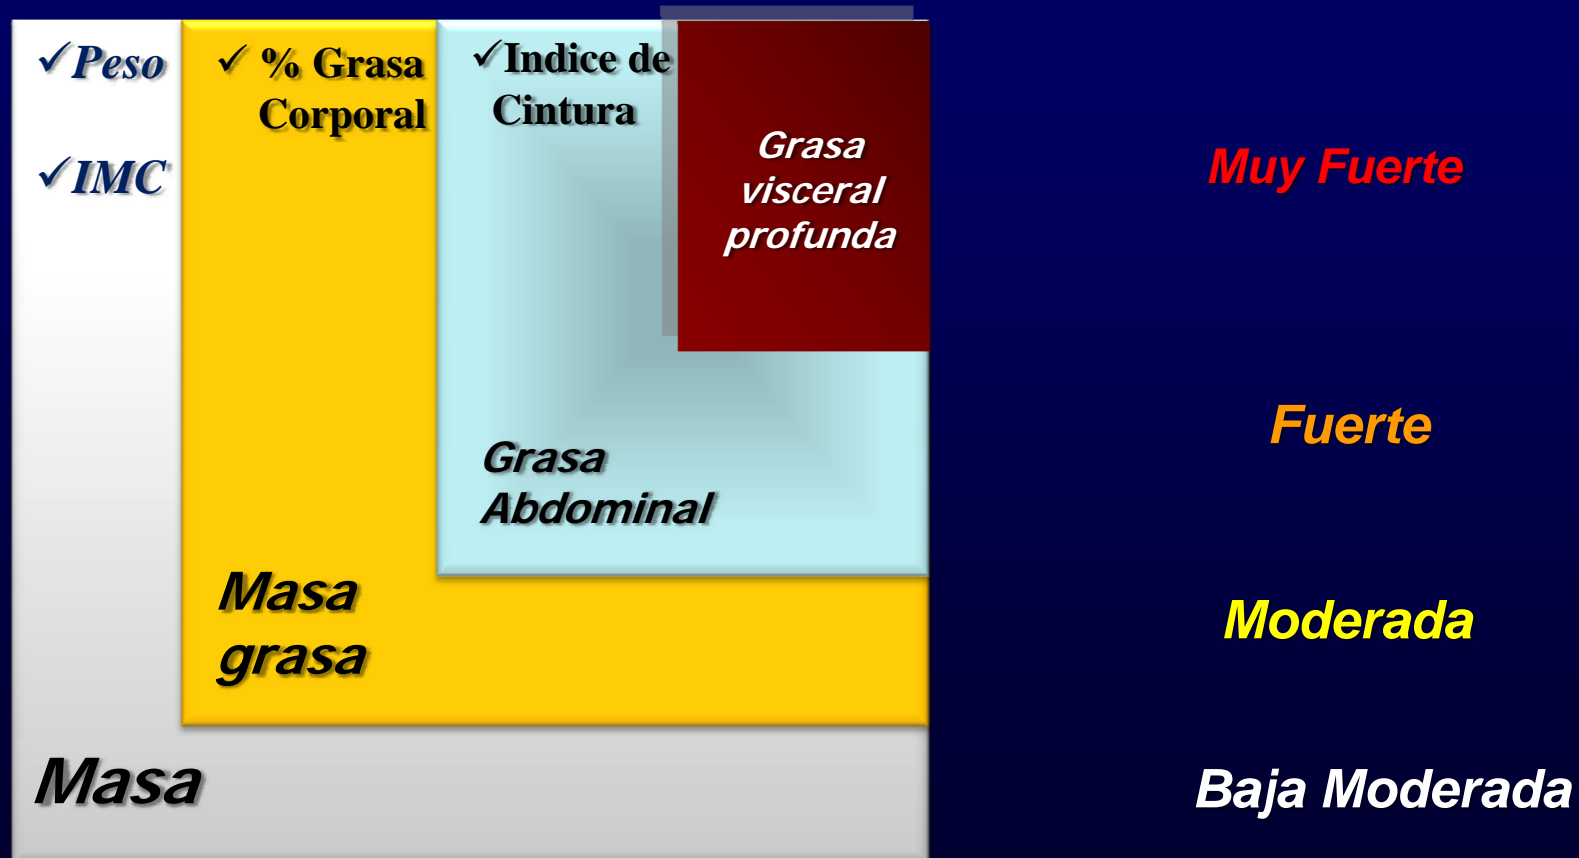 ✓Peso
✓IMC
✓ % Grasa
Corporal
✓Indice de
Cintura
Grasa
visceral
profunda
Grasa
Abdominal
Masa
grasa
Masa
Muy Fuerte
Fuerte
Moderada
Baja Moderada